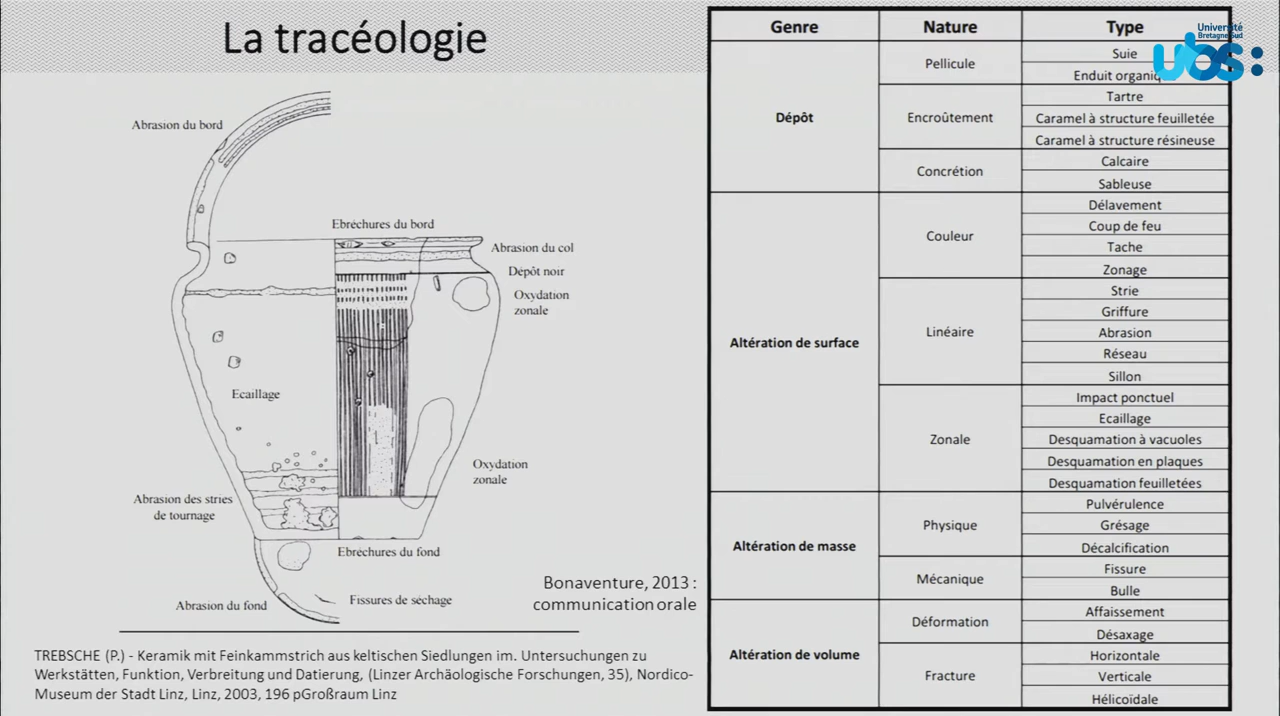 La tracéologie
Abrasion du bord
Ebréchures du bord
Abrasion du col
Dépôt noir
Oxydation
zonale
Ecaillage
Oxydation
zonale
Abrasion des stries
de tournage
Ebréchures du fond
Abrasion du fond
Fissures de séchage
Bonaventure, 2013 :
communication orale
TREBSCHE (P.) - Keramik mit Feinkammstrich aus keltischen Siedlungen im. Untersuchungen zu
Werkstätten, Funktion, Verbreitung und Datierung, (Linzer Archäologische Forschungen, 35), Nordico-
Museum der Stadt Linz, Linz, 2003, 196 pGroßraum Linz
Genre Nature Type
Université
Bretagne Sud
ubs:
Dépôt
Pellicule
Suie
Enduit
Encroûtement
Tartre
Caramel à structure feuilletée
Caramel à structure résineuse
Concrétion
Calcaire
Sableuse
Altération de surface
Couleur
Délavement
Coup de feu
Tache
Zonage
Linéaire
Strie
Griffure
Abrasion
Réseau
Sillon
Zonale
Impact ponctuel
Ecaillage
Desquamation à vacuoles
Desquamation en plaques
Desquamation feuilletées
Altération de masse
Physique
Pulvérulence
Grésage
Décalcification
Mécanique
Fissure
Bulle
Altération de volume
Déformation
Affaissement
Désaxage
Fracture
Horizontale
Verticale
Hélicoïdale